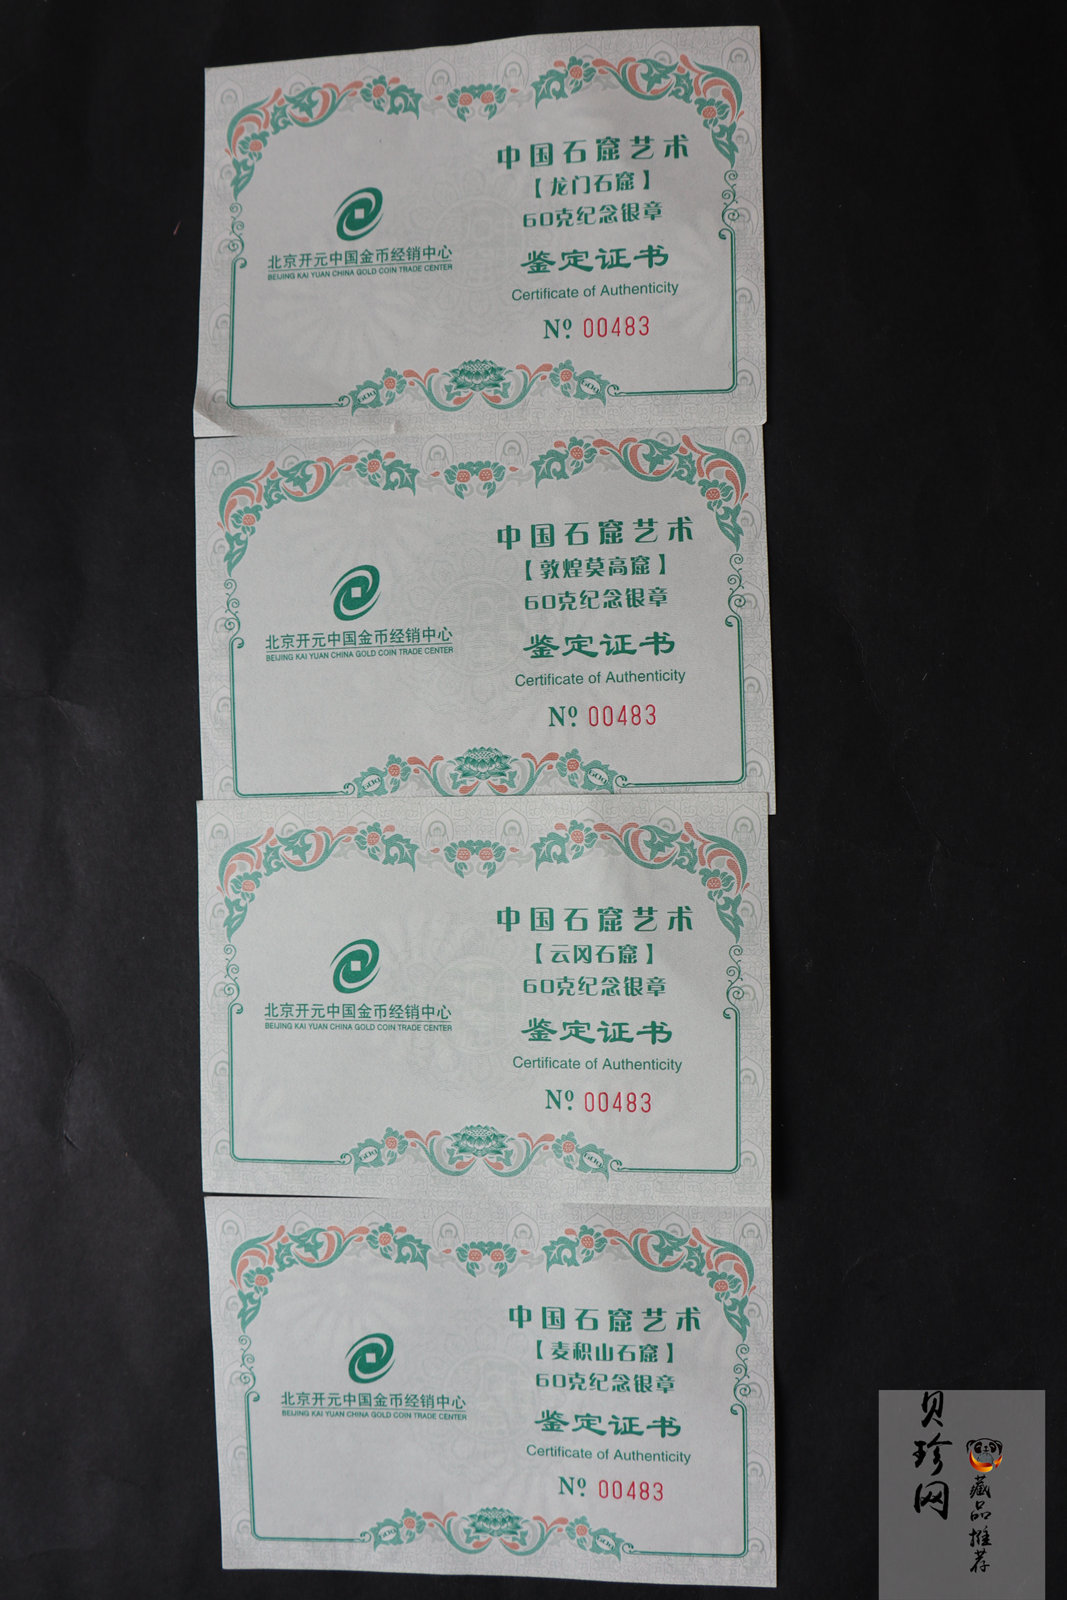 中国石窟艺术
【龙门石窟】
60克纪念银章
鉴定证书
Certificate of Authenticity
Nº 00483
北京开元中国金币经销中心
BEIJING KAI YUAN CHINA GOLD COIN TRADE CENTER
60g
60g
中国石窟艺术
【敦煌莫高窟】
60克纪念银章
鉴定证书
Certificate of Authenticity
Nº 00483
北京开元中国金币经销中心
BEIJING KAI YUAN CHINA GOLD COIN TRADE CENTER
60g
60g
中国石窟艺术
【云冈石窟】
60克纪念银章
鉴定证书
Certificate of Authenticity
Nº 00483
北京开元中国金币经销中心
BEIJING KAI YUAN CHINA GOLD COIN TRADE CENTER
60g
60g
中国石窟艺术
【麦积山石窟】
60克纪念银章
鉴定证书
Certificate of Authenticity
Nº 00483
北京开元中国金币经销中心
BEIJING KAI YUAN CHINA GOLD COIN TRADE CENTER
60g
60g
贝珍网
藏品推荐